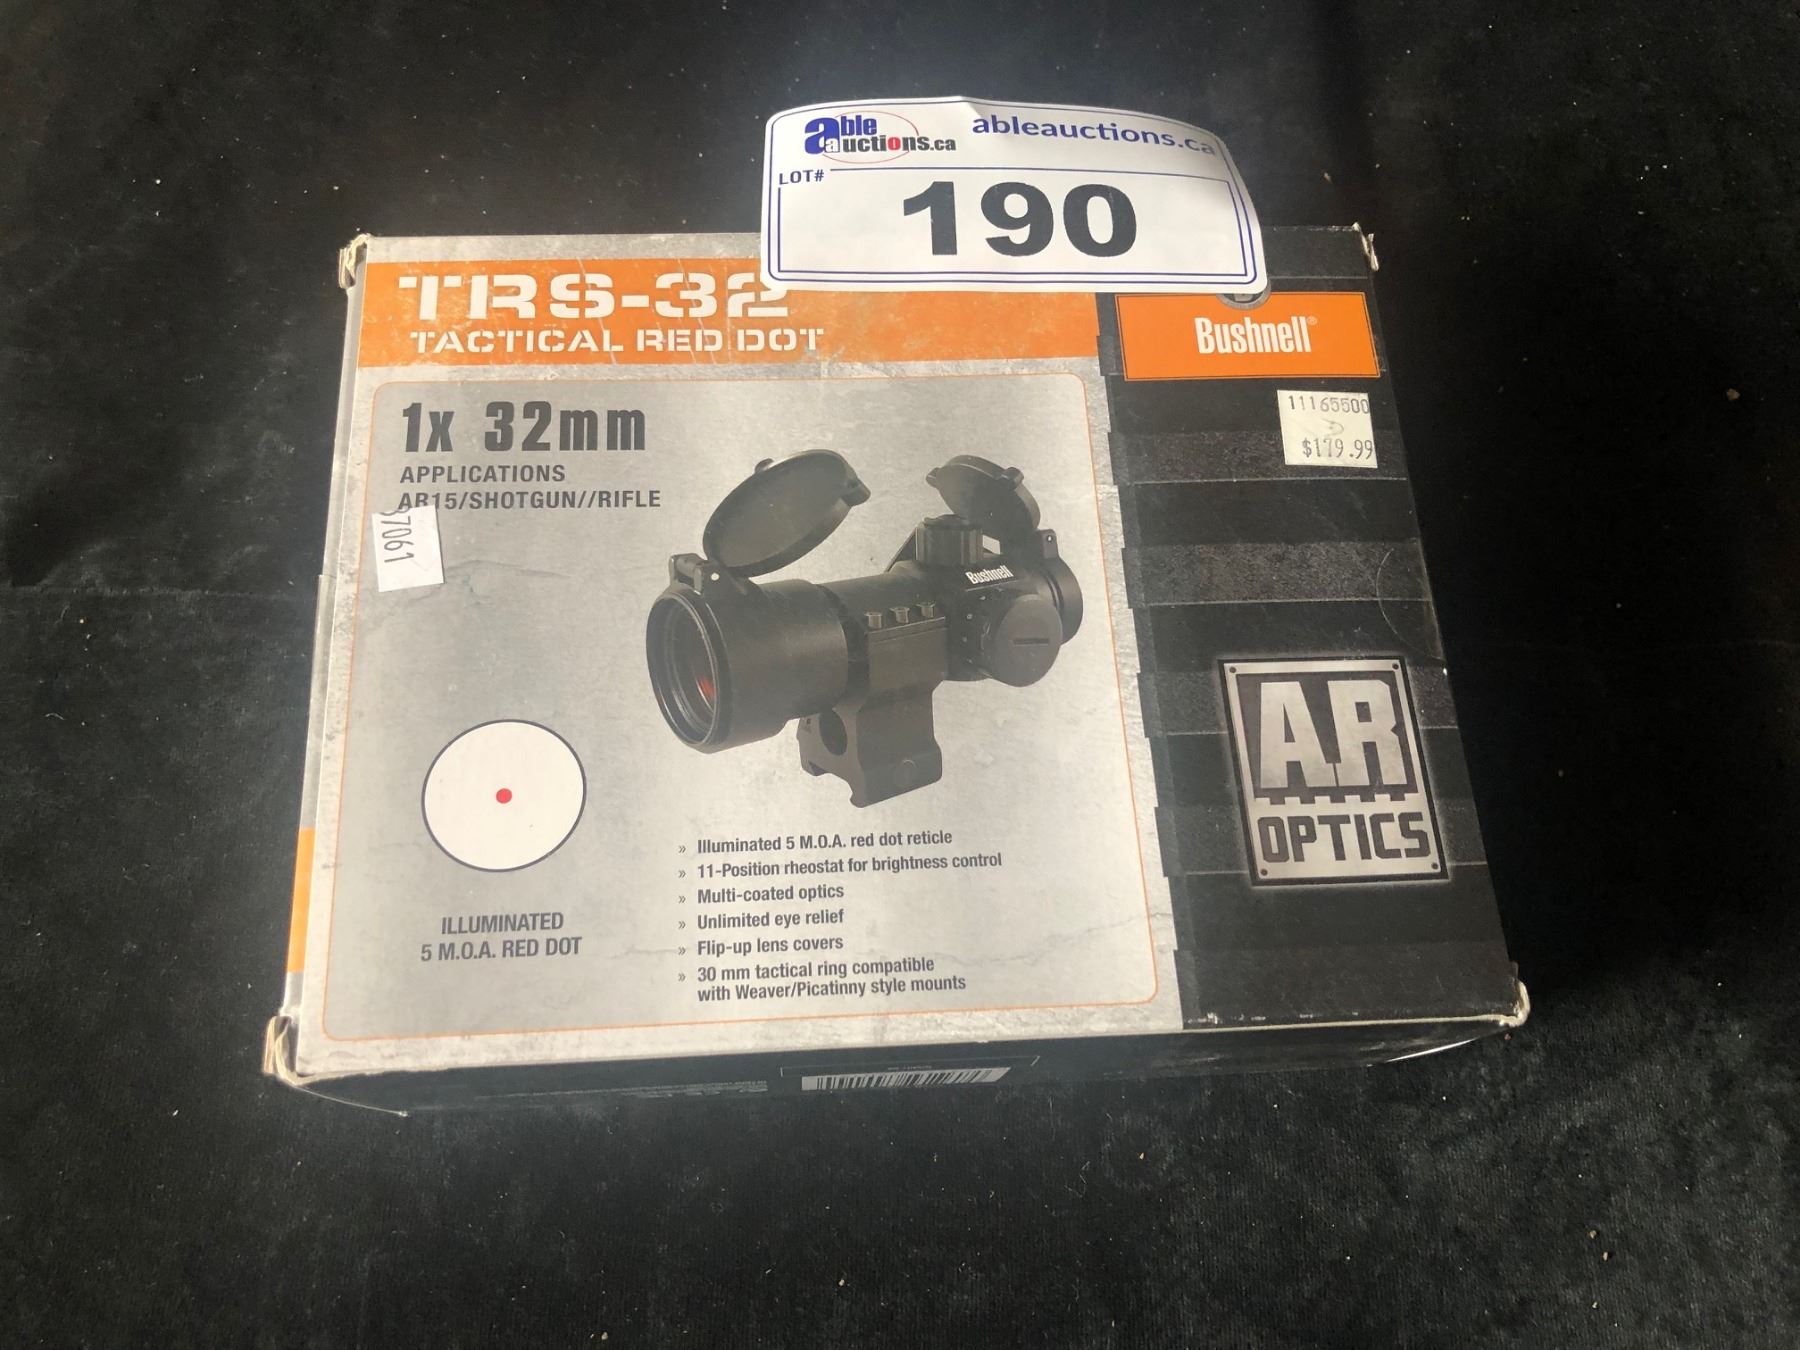 able auctions.ca
ableauctions.ca
LOT#
190
TRS-32
TACTICAL RED DOT
Bushnell®
1x 32mm
APPLICATIONS
AR15/SHOTGUN//RIFLE
11165500
$179.99
37061
Bushnell
ILLUMINATED
5 M.O.A. RED DOT
» Illuminated 5 M.O.A. red dot reticle
» 11-Position rheostat for brightness control
» Multi-coated optics
» Unlimited eye relief
» Flip-up lens covers
» 30 mm tactical ring compatible
with Weaver/Picatinny style mounts
AR
OPTICS